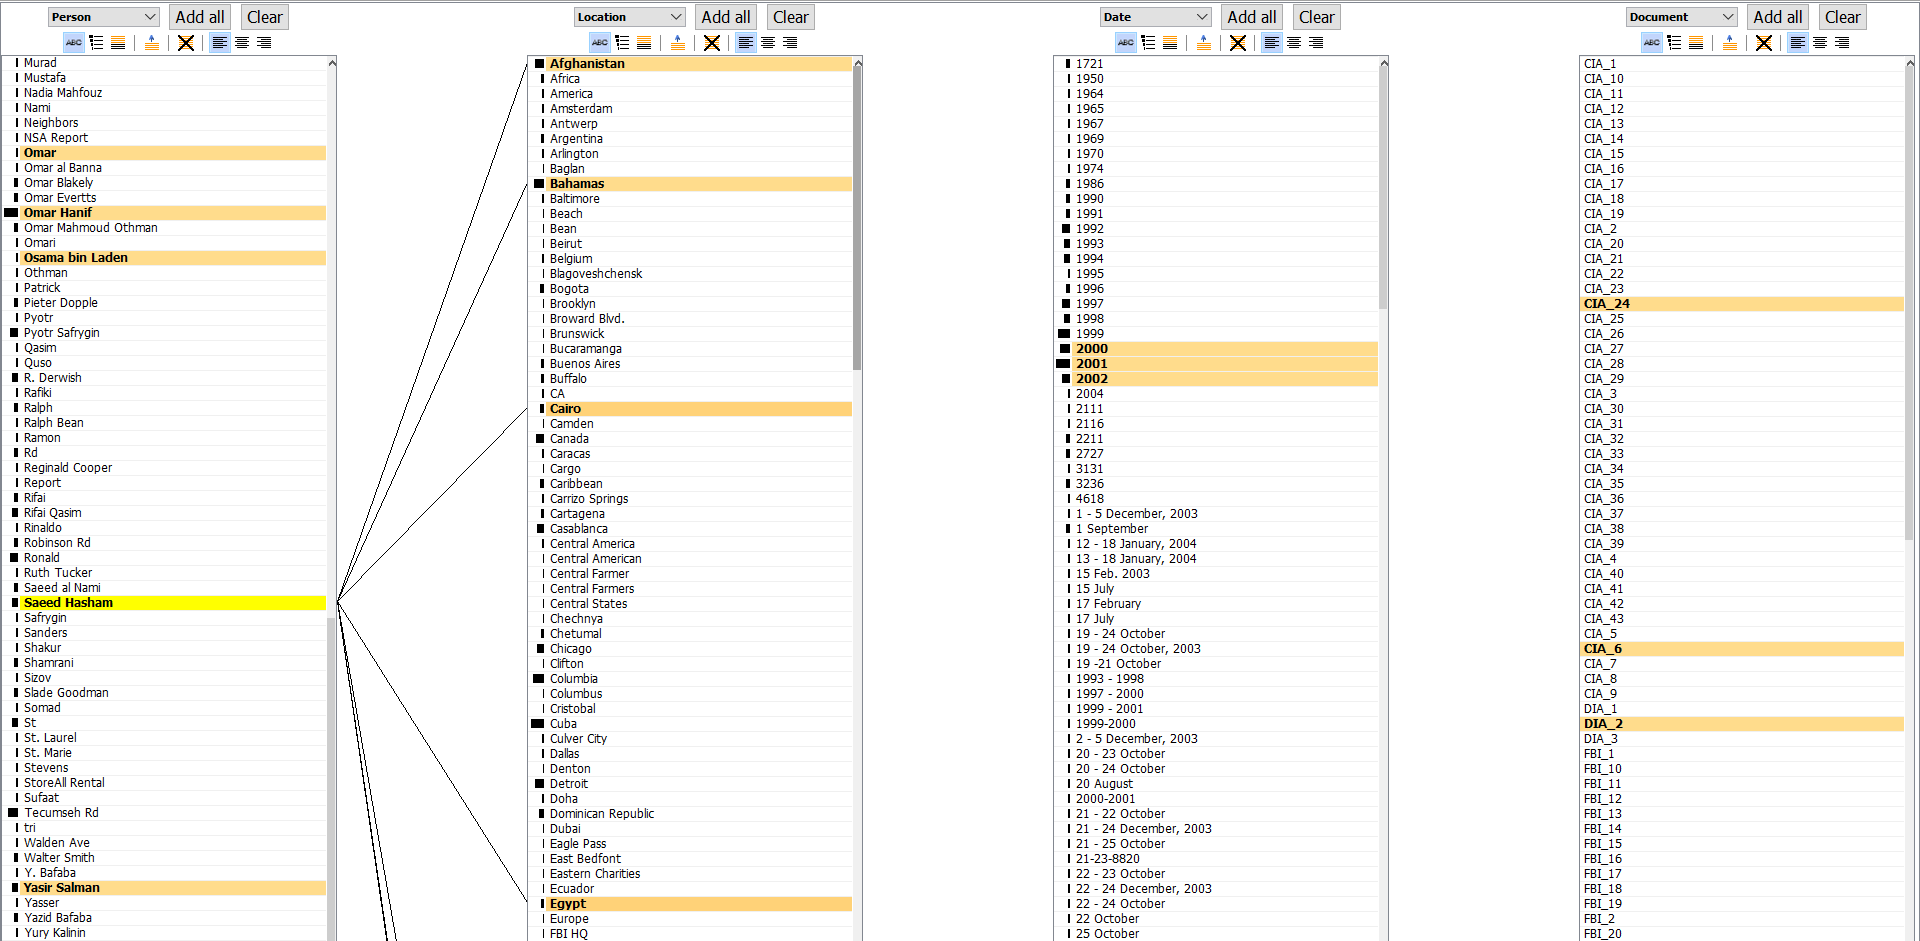 Person
Add all
Clear
ABC
Murad
Mustafa
Nadia Mahfouz
Nami
Neighbors
NSA Report
Omar
Omar al Banna
Omar Blakely
Omar Evertts
Omar Hanif
Omar Mahmoud Othman
Omari
Osama bin Laden
Othman
Patrick
Pieter Dopple
Pyotr
Pyotr Safrygin
Qasim
Quso
R. Derwish
Rafiki
Ralph
Ralph Bean
Ramon
Rd
Reginald Cooper
Report
Rifai
Rifai Qasim
Rinaldo
Robinson Rd
Ronald
Ruth Tucker
Saeed al Nami
Saeed Hasham
Safrygin
Sanders
Shakur
Shamrani
Sizov
Slade Goodman
Somad
St
St. Laurel
St. Marie
Stevens
StoreAll Rental
Sufaat
Tecumseh Rd
tri
Walden Ave
Walter Smith
Y. Bafaba
Yasir Salman
Yasser
Yazid Bafaba
Yury Kalinin
Location
Add all
Clear
ABC
Afghanistan
Africa
America
Amsterdam
Antwerp
Argentina
Arlington
Baglan
Bahamas
Baltimore
Beach
Bean
Beirut
Belgium
Blagoveshchensk
Bogota
Brooklyn
Broward Blvd.
Brunswick
Bucaramanga
Buenos Aires
Buffalo
CA
Cairo
Camden
Canada
Caracas
Cargo
Caribbean
Carrizo Springs
Cartagena
Casablanca
Central America
Central American
Central Farmer
Central Farmers
Central States
Chechnya
Chetumal
Chicago
Clifton
Columbia
Columbus
Cristobal
Cuba
Culver City
Dallas
Denton
Detroit
Doha
Dominican Republic
Dubai
Eagle Pass
East Bedfont
Eastern Charities
Ecuador
Egypt
Europe
FBI HQ
Date
Add all
Clear
ABC
1721
1950
1964
1965
1967
1969
1970
1974
1986
1990
1991
1992
1993
1994
1995
1996
1997
1998
1999
2000
2001
2002
2004
2111
2116
2211
2727
3131
3236
4618
1 - 5 December, 2003
1 September
12 - 18 January, 2004
13 - 18 January, 2004
15 Feb. 2003
15 July
17 February
17 July
19 - 24 October
19 - 24 October, 2003
19 -21 October
1993 - 1998
1997 - 2000
1999 - 2001
1999-2000
2 - 5 December, 2003
20 - 23 October
20 - 24 October
20 August
2000-2001
21 - 22 October
21 - 24 December, 2003
21 - 25 October
21-23-8820
22 - 23 October
22 - 24 December, 2003
22 - 24 October
22 October
25 October
Document
Add all
Clear
ABC
CIA_1
CIA_10
CIA_11
CIA_12
CIA_13
CIA_14
CIA_15
CIA_16
CIA_17
CIA_18
CIA_19
CIA_2
CIA_20
CIA_21
CIA_22
CIA_23
CIA_24
CIA_25
CIA_26
CIA_27
CIA_28
CIA_29
CIA_3
CIA_30
CIA_31
CIA_32
CIA_33
CIA_34
CIA_35
CIA_36
CIA_37
CIA_38
CIA_39
CIA_4
CIA_40
CIA_41
CIA_42
CIA_43
CIA_5
CIA_6
CIA_7
CIA_8
CIA_9
DIA_1
DIA_2
DIA_3
FBI_1
FBI_10
FBI_11
FBI_12
FBI_13
FBI_14
FBI_15
FBI_16
FBI_17
FBI_18
FBI_19
FBI_2
FBI_20